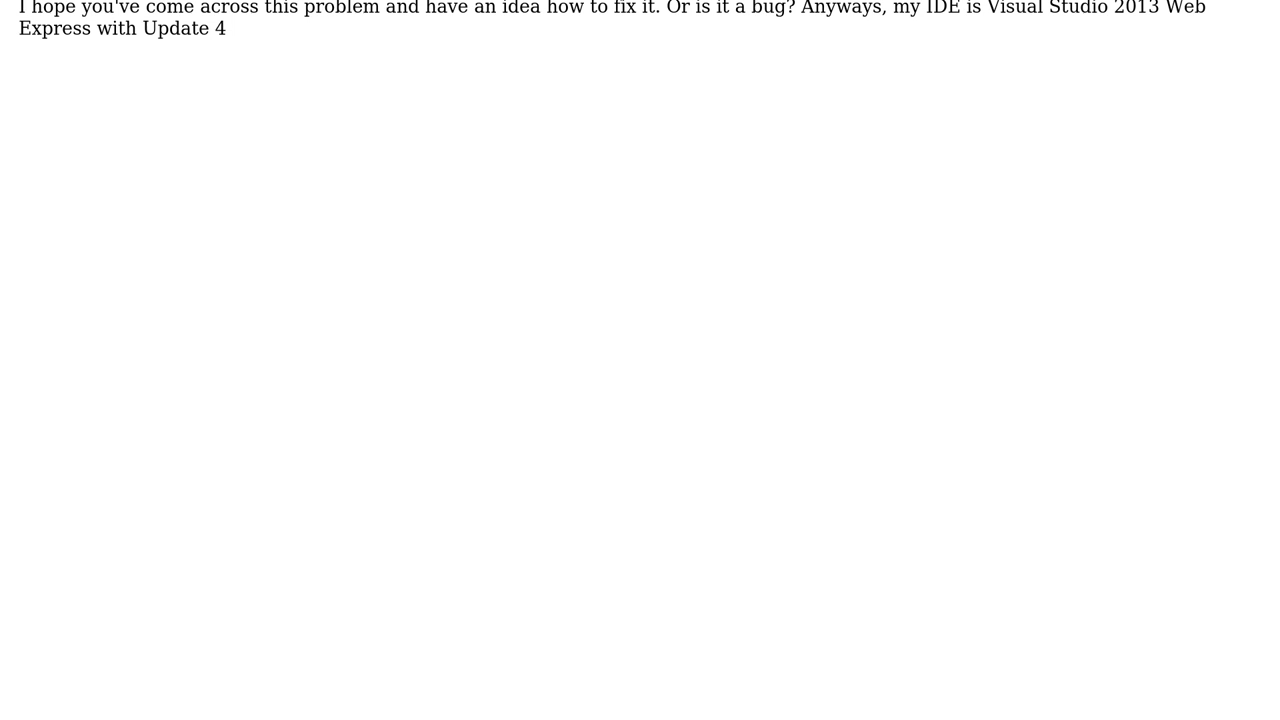 I hope you've come across this problem and have an idea how to fix it. Or is it a bug? Anyways, my IDE is Visual Studio 2013 Web
Express with Update 4